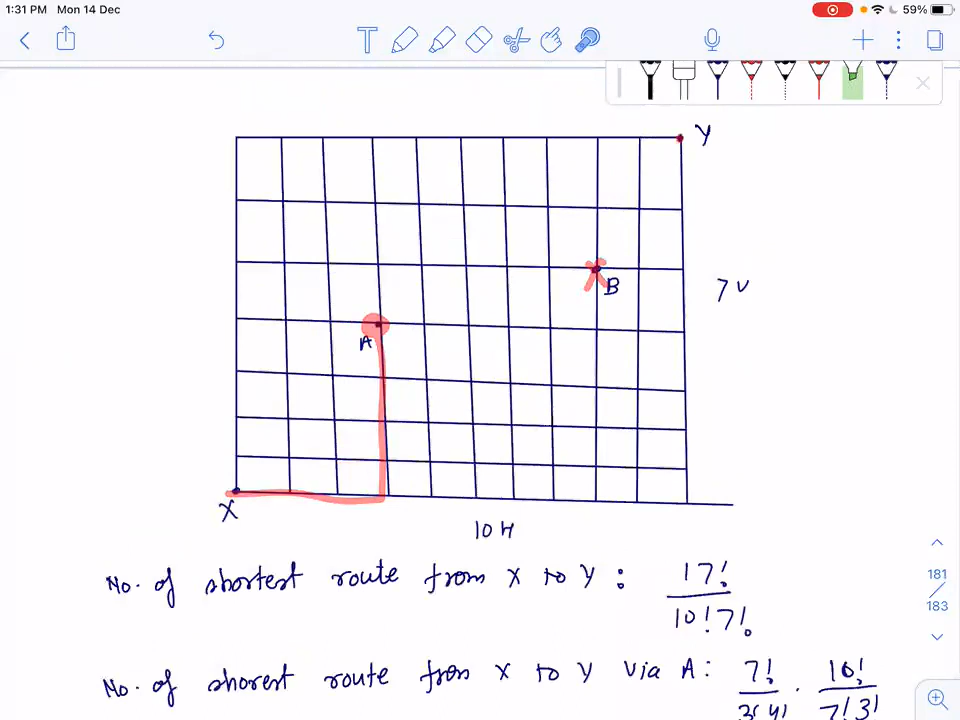 1:31 PM Mon 14 Dec
59%
T
Y
B
7V
A
X
10H
No. of shortest route from X to Y : 17!
10! 7!
181
183
No. of shorest route from X to Y via A: 7! . 10!
3! 4! 7! 3!